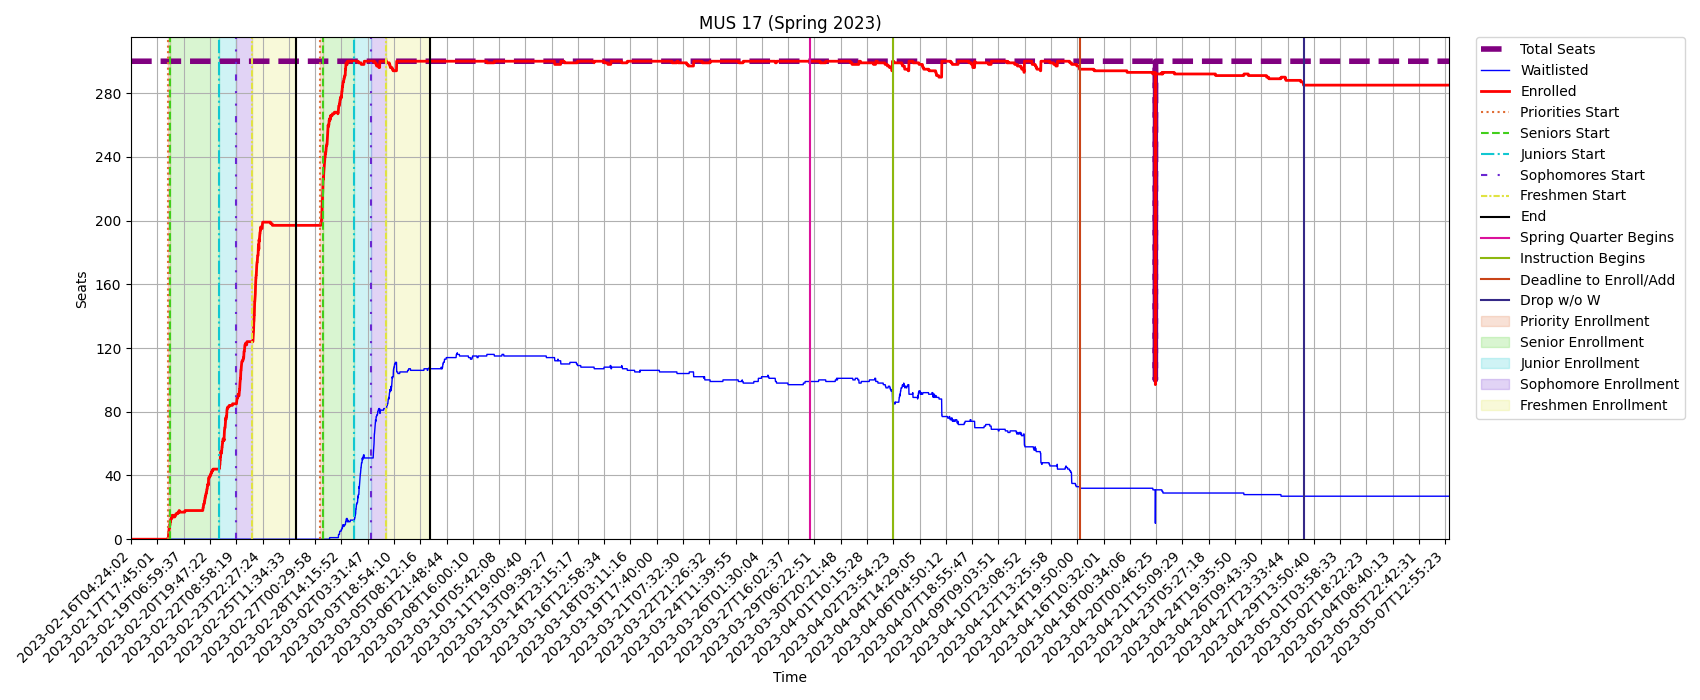 MUS 17 (Spring 2023)
Seats
280
240
200
160
120
80
40
0
2023-02-16T04:24:02
2023-02-17T17:45:01
2023-02-19T06:59:37
2023-02-20T19:47:22
2023-02-22T08:58:19
2023-02-23T22:27:24
2023-02-25T11:34:33
2023-02-27T00:29:58
2023-02-28T14:15:52
2023-03-02T03:31:47
2023-03-03T18:54:10
2023-03-05T08:12:16
2023-03-06T21:48:44
2023-03-08T16:00:10
2023-03-10T05:42:08
2023-03-11T19:00:40
2023-03-13T09:39:27
2023-03-14T23:15:17
2023-03-16T12:58:34
2023-03-18T03:11:16
2023-03-19T17:40:00
2023-03-21T07:32:30
2023-03-22T21:26:32
2023-03-24T11:39:55
2023-03-26T01:30:04
2023-03-27T16:02:37
2023-03-29T06:22:51
2023-03-30T20:21:48
2023-04-01T10:15:28
2023-04-02T23:54:23
2023-04-04T14:29:05
2023-04-06T04:50:12
2023-04-07T18:55:47
2023-04-09T09:03:51
2023-04-10T23:08:52
2023-04-12T13:25:58
2023-04-14T19:50:00
2023-04-16T10:32:01
2023-04-18T00:34:06
2023-04-20T00:46:25
2023-04-21T15:09:29
2023-04-23T05:27:18
2023-04-24T19:35:50
2023-04-26T09:43:30
2023-04-27T23:33:44
2023-04-29T13:50:40
2023-05-01T03:58:33
2023-05-02T18:22:23
2023-05-04T08:40:13
2023-05-05T22:42:31
2023-05-07T12:55:23
Time
Total Seats
Waitlisted
Enrolled
Priorities Start
Seniors Start
Juniors Start
Sophomores Start
Freshmen Start
End
Spring Quarter Begins
Instruction Begins
Deadline to Enroll/Add
Drop w/o W
Priority Enrollment
Senior Enrollment
Junior Enrollment
Sophomore Enrollment
Freshmen Enrollment